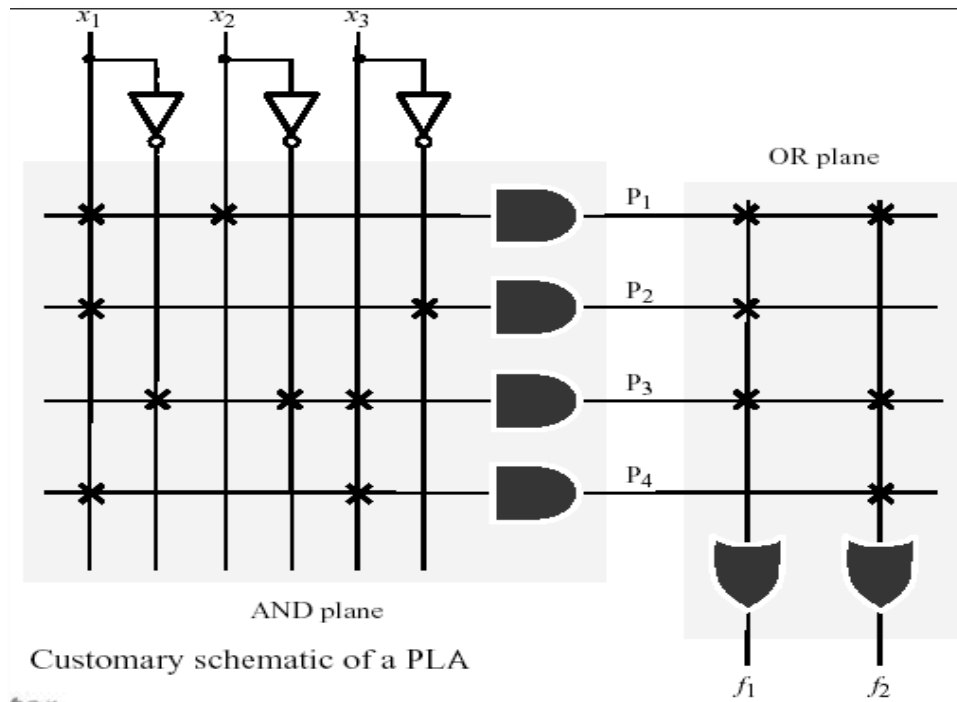 x1 x2 x3
OR plane
P1
P2
P3
P4
AND plane
Customary schematic of a PLA
f1 f2